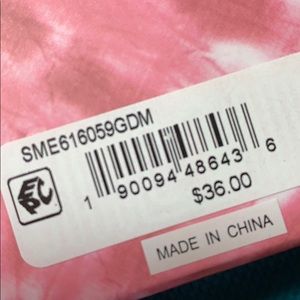 SME616059GDM
1 90094 48643 6
$36.00
MADE IN CHINA